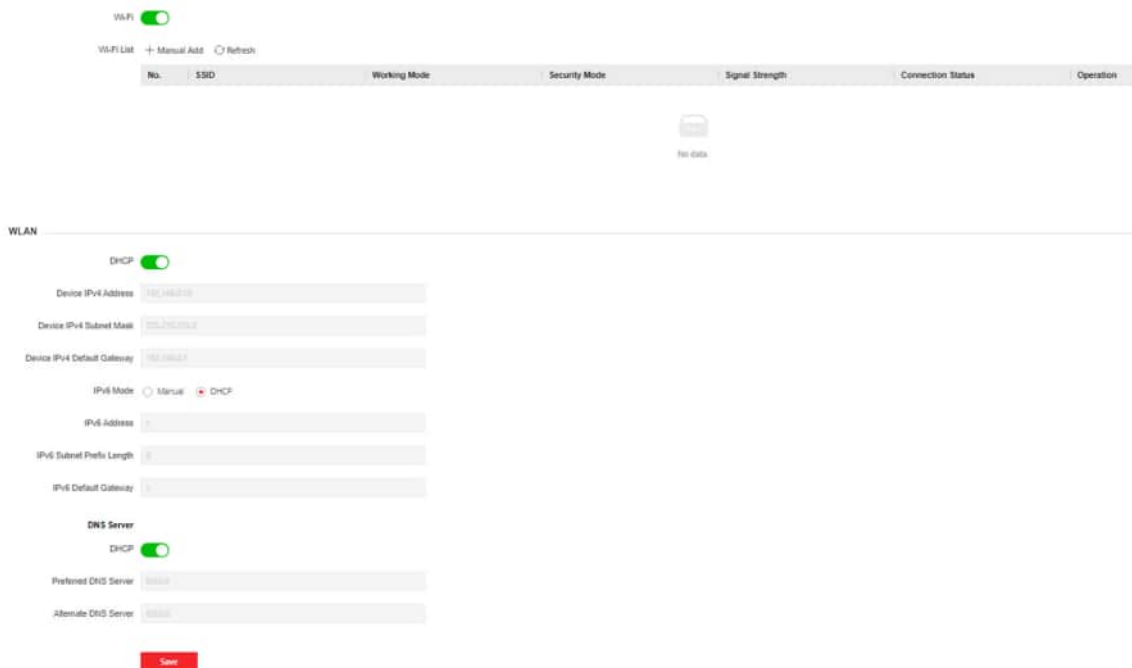 Wi-Fi
Wi-Fi List + Manual Add Refresh
No. SSID Working Mode Security Mode Signal Strength Connection Status Operation
No data
WLAN
DHCP
Device IPv4 Address
Device IPv4 Subnet Mask
Device IPv4 Default Gateway
IPv6 Mode Manual DHCP
IPv6 Address
IPv6 Subnet Prefix Length
IPv6 Default Gateway
DNS Server
DHCP
Preferred DNS Server
Alternate DNS Server
Save